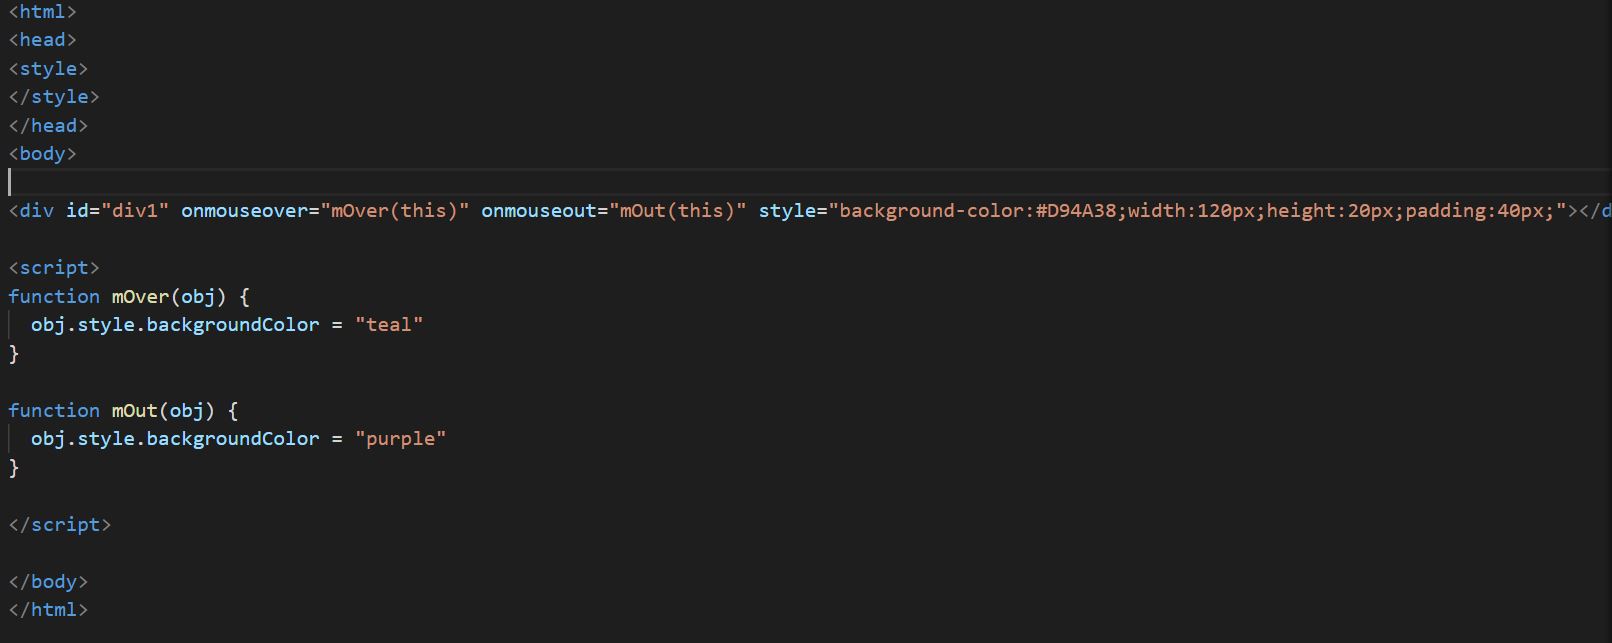 <html>
<head>
<style>
</style>
</head>
<body>
<div id="div1" onmouseover="mOver(this)" onmouseout="mOut(this)" style="background-color:#D94A38;width:120px;height:20px;padding:40px;"></d
<script>
function mOver(obj) {
  obj.style.backgroundColor = "teal"
}
function mOut(obj) {
  obj.style.backgroundColor = "purple"
}
</script>
</body>
</html>